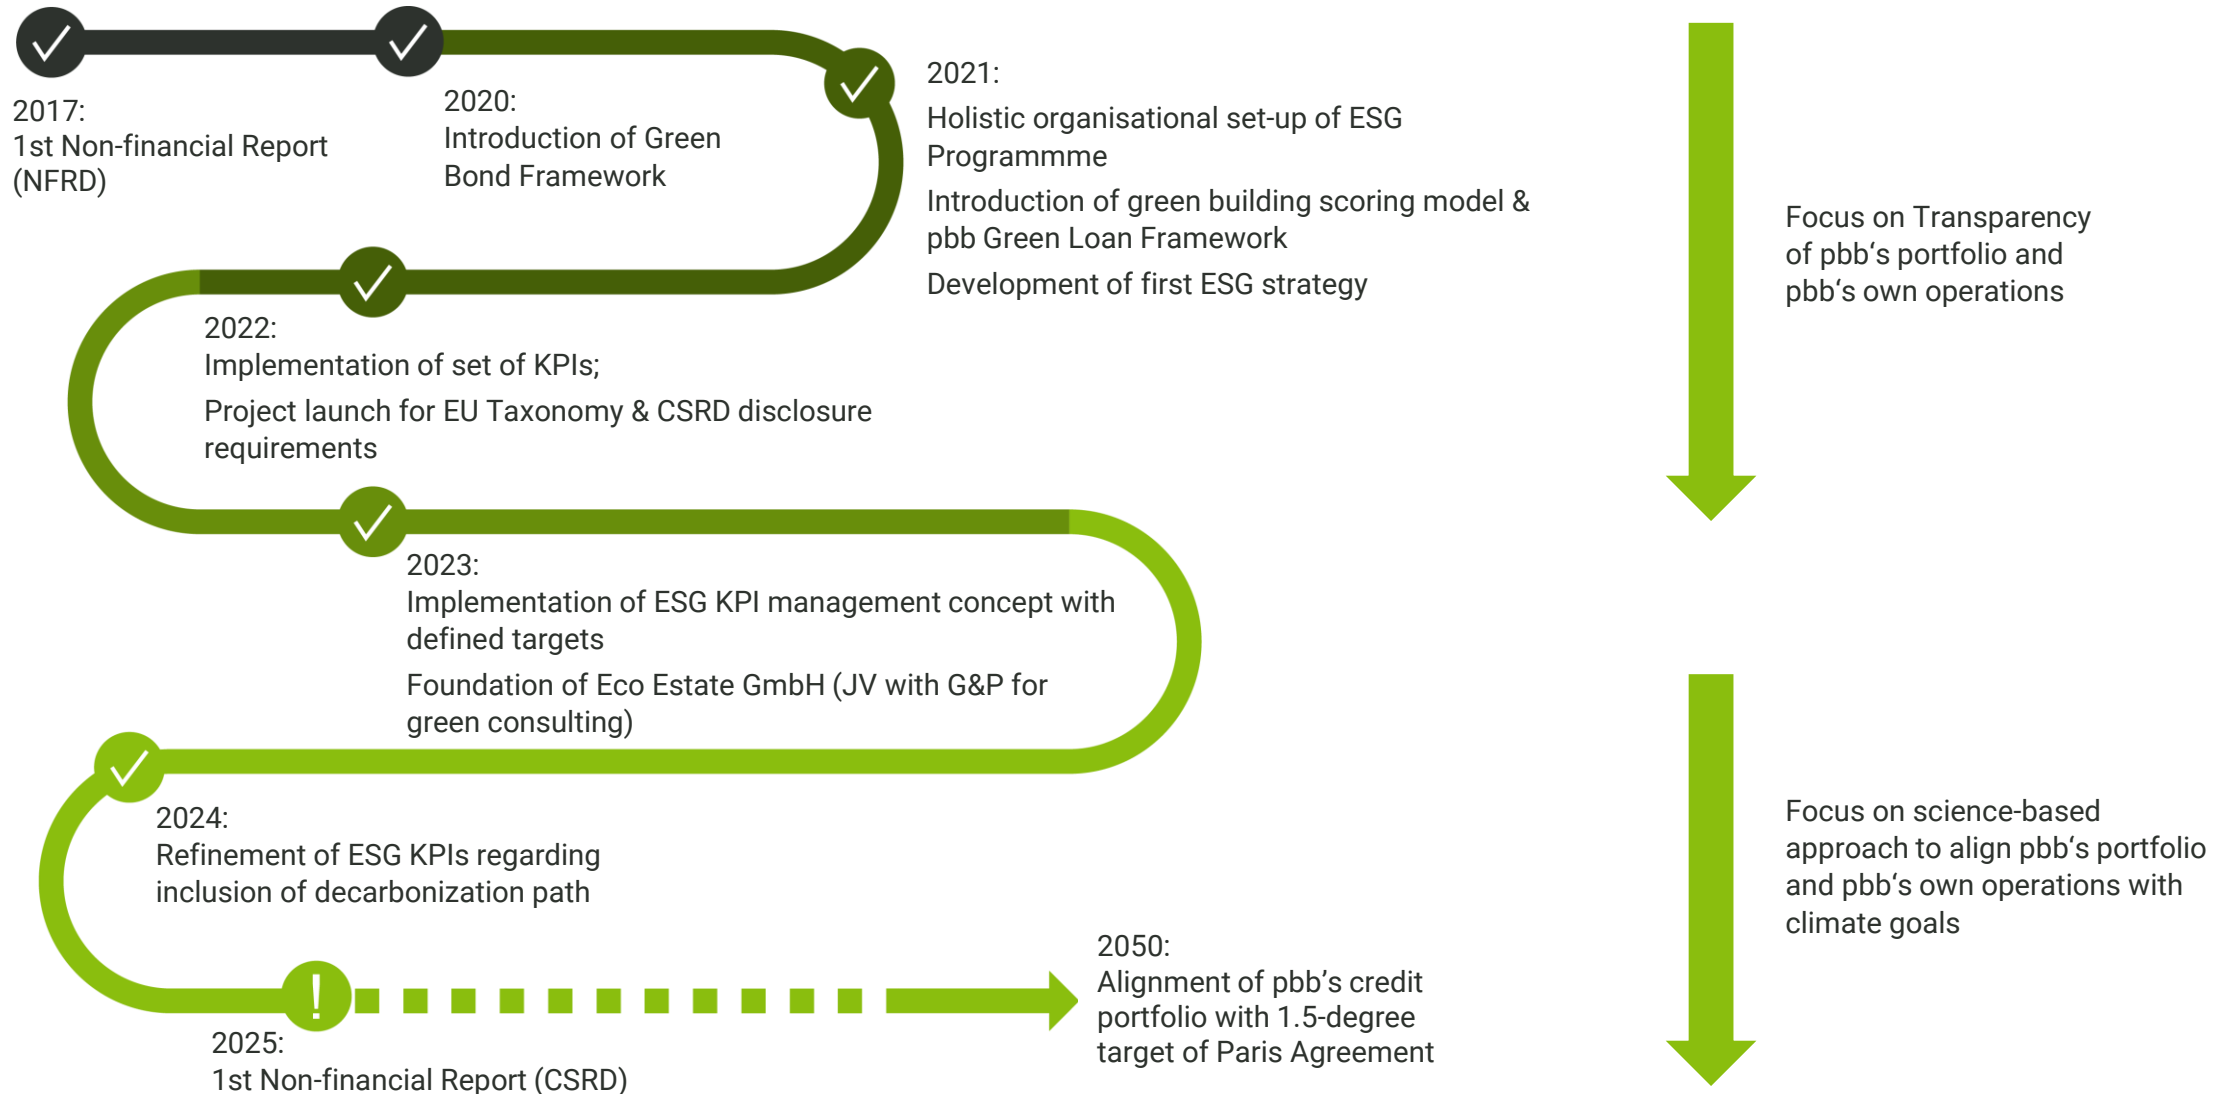 2017:
1st Non-financial Report
(NFRD)
2020:
Introduction of Green
Bond Framework
2021:
Holistic organisational set-up of ESG
Programmme
Introduction of green building scoring model &
pbb Green Loan Framework
Development of first ESG strategy
2022:
Implementation of set of KPIs;
Project launch for EU Taxonomy & CSRD disclosure
requirements
2023:
Implementation of ESG KPI management concept with
defined targets
Foundation of Eco Estate GmbH (JV with G&P for
green consulting)
2024:
Refinement of ESG KPIs regarding
inclusion of decarbonization path
!
2025:
1st Non-financial Report (CSRD)
2050:
Alignment of pbb’s credit
portfolio with 1.5-degree
target of Paris Agreement
Focus on Transparency
of pbb‘s portfolio and
pbb‘s own operations
Focus on science-based
approach to align pbb‘s portfolio
and pbb‘s own operations with
climate goals